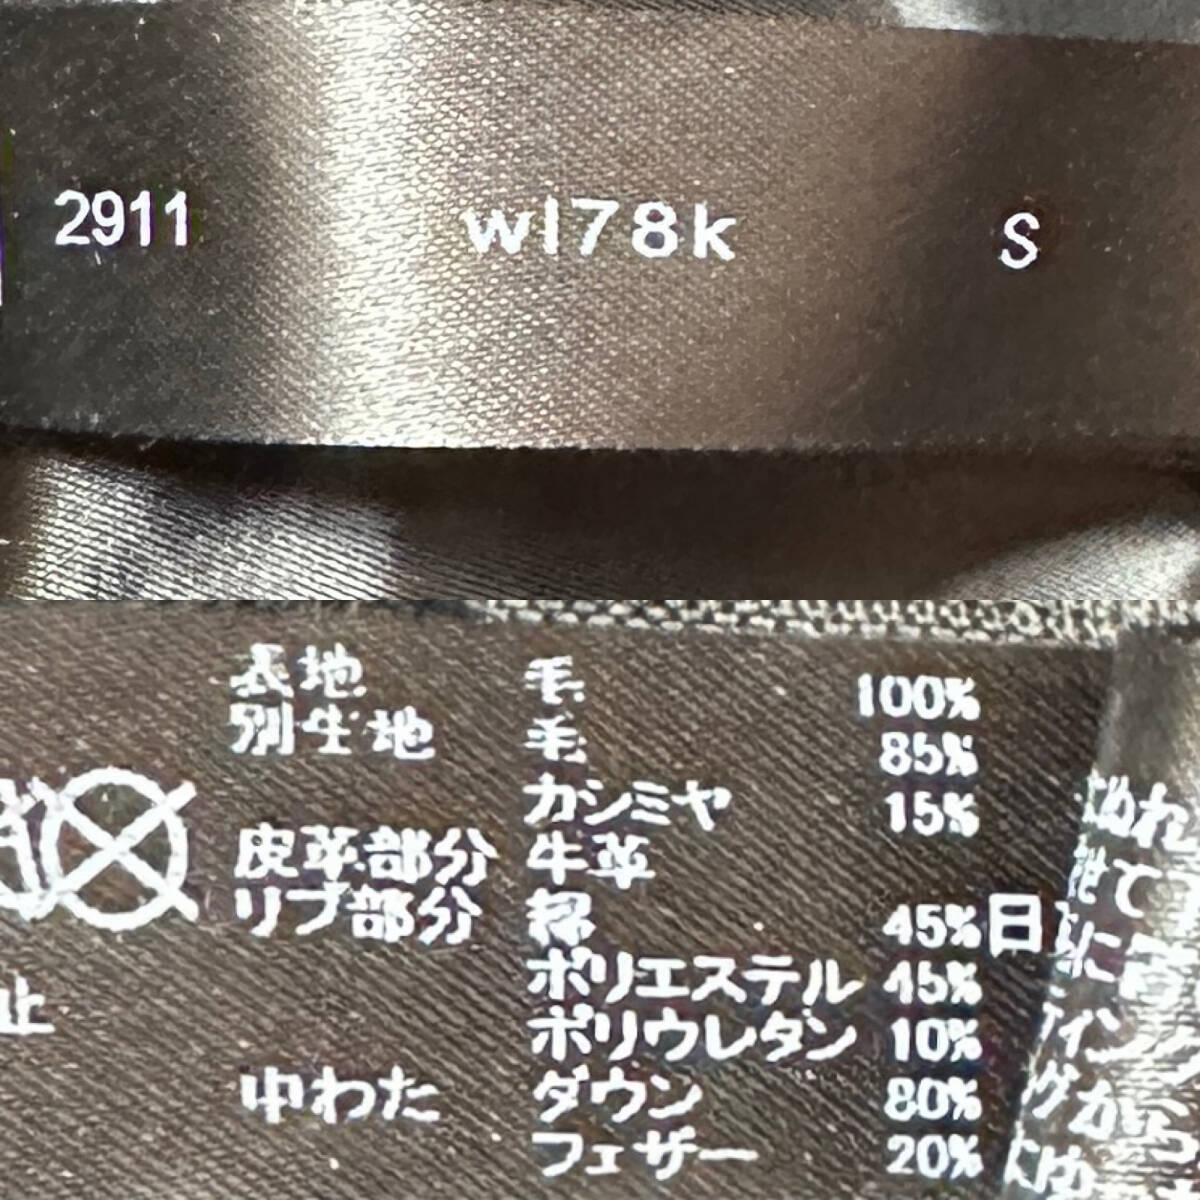 2911 wl78k S
表地 毛 100%
別生地 毛 85%
カシミヤ 15%
皮革部分 牛革
リブ部分 綿 45%
ポリエステル 45%
ポリウレタン 10%
中わた ダウン 80%
フェザー 20%
止
日